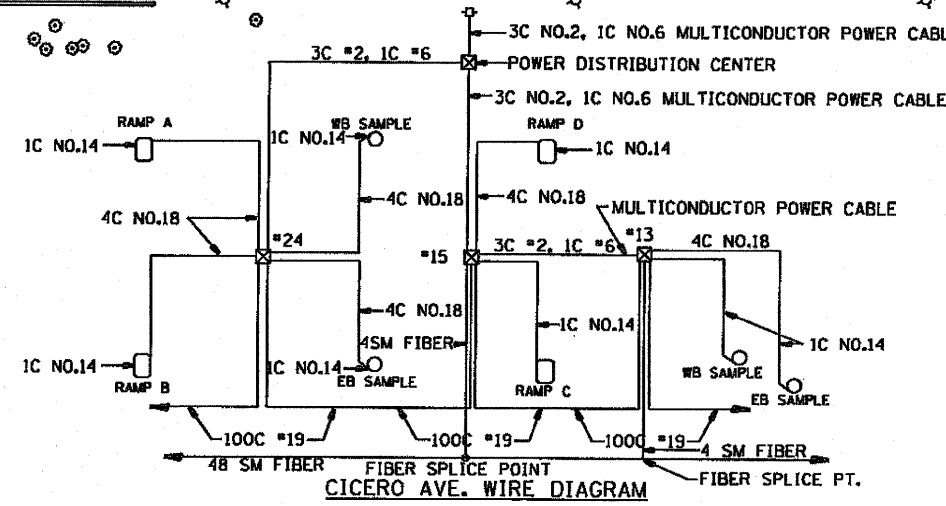 3C NO.2, 1C NO.6 MULTICONDUCTOR POWER CABL
3C #2, 1C #6
POWER DISTRIBUTION CENTER
3C NO.2, 1C NO.6 MULTICONDUCTOR POWER CABLE
RAMP A
WB SAMPLE
RAMP D
1C NO.14
1C NO.14
1C NO.14
4C NO.18
4C NO.18
4C NO.18
MULTICONDUCTOR POWER CABLE
#24
#15
3C #2, 1C #6
#13
4C NO.18
4C NO.18
4SM FIBER
1C NO.14
1C NO.14
1C NO.14
1C NO.14
RAMP B
EB SAMPLE
RAMP C
WB SAMPLE
EB SAMPLE
100C #19
100C #19
100C #19
4 SM FIBER
48 SM FIBER
FIBER SPLICE POINT
FIBER SPLICE PT.
CICERO AVE. WIRE DIAGRAM